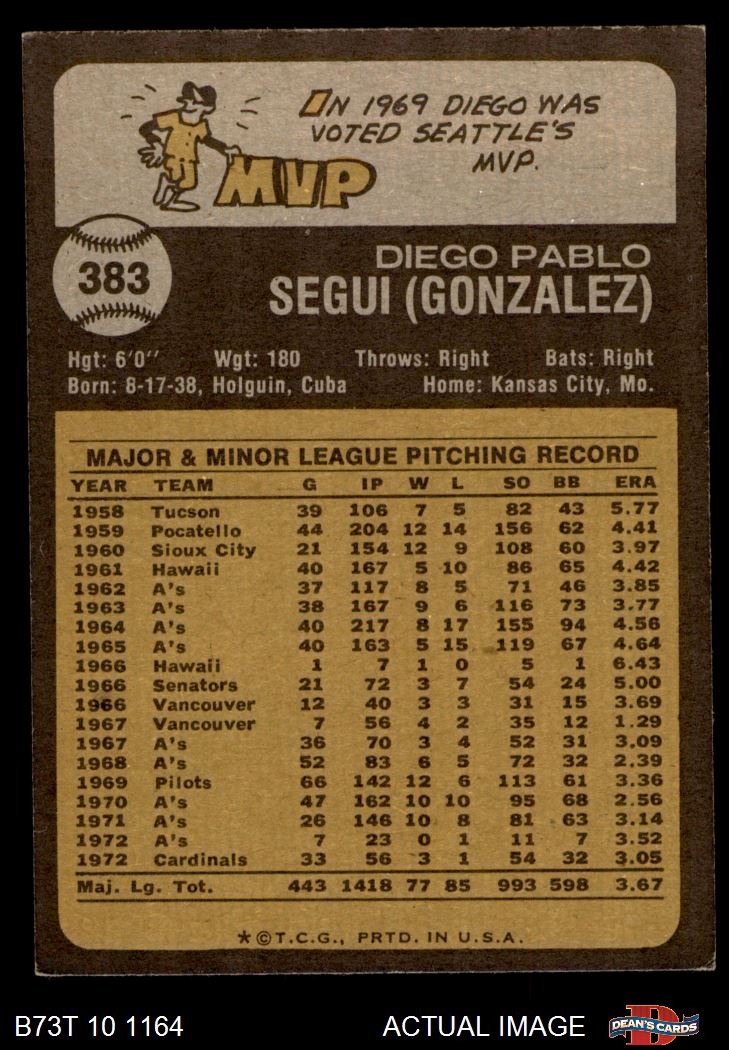 IN 1969 DIEGO WAS
VOTED SEATTLE'S
MVP.
MVP
383
DIEGO PABLO
SEGUI (GONZALEZ)
Hgt: 6'0" Wgt: 180 Throws: Right Bats: Right
Born: 8-17-38, Holguin, Cuba Home: Kansas City, Mo.
MAJOR & MINOR LEAGUE PITCHING RECORD
YEAR TEAM G IP W L SO BB ERA
1958 Tucson 39 106 7 5 82 43 5.77
1959 Pocatello 44 204 12 14 156 62 4.41
1960 Sioux City 21 154 12 9 108 60 3.97
1961 Hawaii 40 167 5 10 86 65 4.42
1962 A's 37 117 8 5 71 46 3.85
1963 A's 38 167 9 6 116 73 3.77
1964 A's 40 217 8 17 155 94 4.56
1965 A's 40 163 5 15 119 67 4.64
1966 Hawaii 1 7 1 0 5 1 6.43
1966 Senators 21 72 3 7 54 24 5.00
1966 Vancouver 12 40 3 3 31 15 3.69
1967 Vancouver 7 56 4 2 35 12 1.29
1967 A's 36 70 3 4 52 31 3.09
1968 A's 52 83 6 5 72 32 2.39
1969 Pilots 66 142 12 6 113 61 3.36
1970 A's 47 162 10 10 95 68 2.56
1971 A's 26 146 10 8 81 63 3.14
1972 A's 7 23 0 1 11 7 3.52
1972 Cardinals 33 56 3 1 54 32 3.05
Maj. Lg. Tot. 443 1418 77 85 993 598 3.67
*©T.C.G., PRTD. IN U.S.A.
B73T 10 1164 ACTUAL IMAGE D DEAN'S CARDS